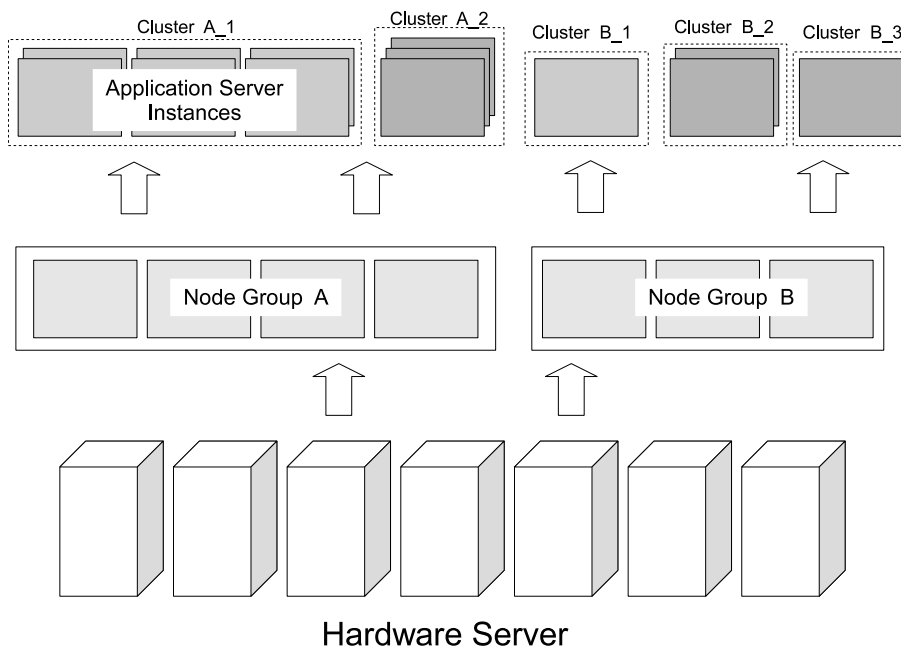 Cluster A_1
Cluster A_2
Cluster B_1
Cluster B_2
Cluster B_3
Application Server
Instances
Node Group A
Node Group B
Hardware Server